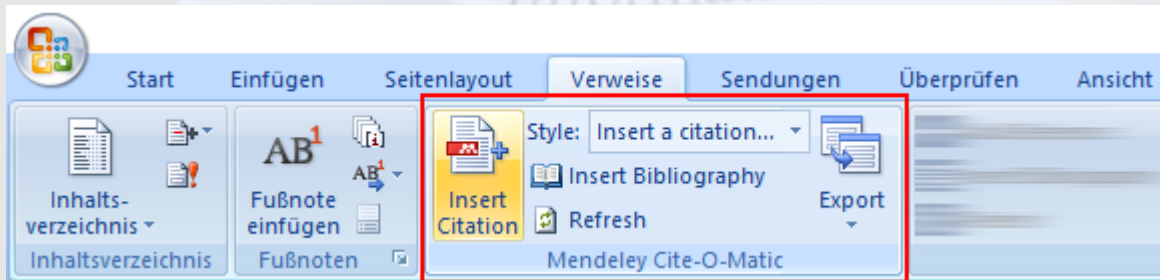 Start Einfügen Seitenlayout Verweise Sendungen Überprüfen Ansicht
Inhalts-
verzeichnis
Inhaltsverzeichnis
AB1
AB1
Fußnote
einfügen
Fußnoten
Insert
Citation
Style: Insert a citation...
Insert Bibliography
Refresh
Export
Mendeley Cite-O-Matic